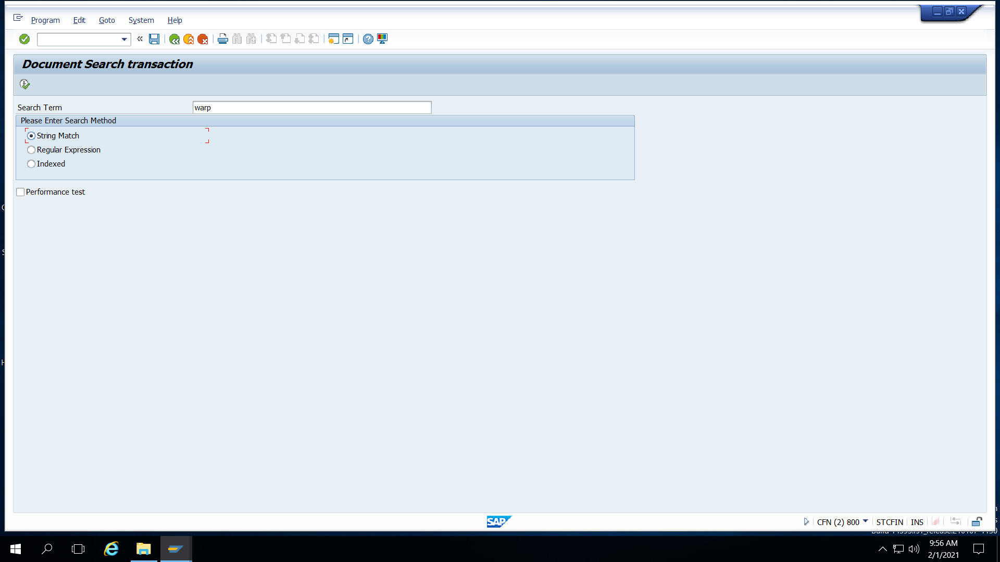 Program Edit Goto System Help
Document Search transaction
Search Term warp
Please Enter Search Method
String Match
Regular Expression
Indexed
Performance test
SAP
CFN (2) 800 STCFIN INS
9:56 AM
2/1/2021